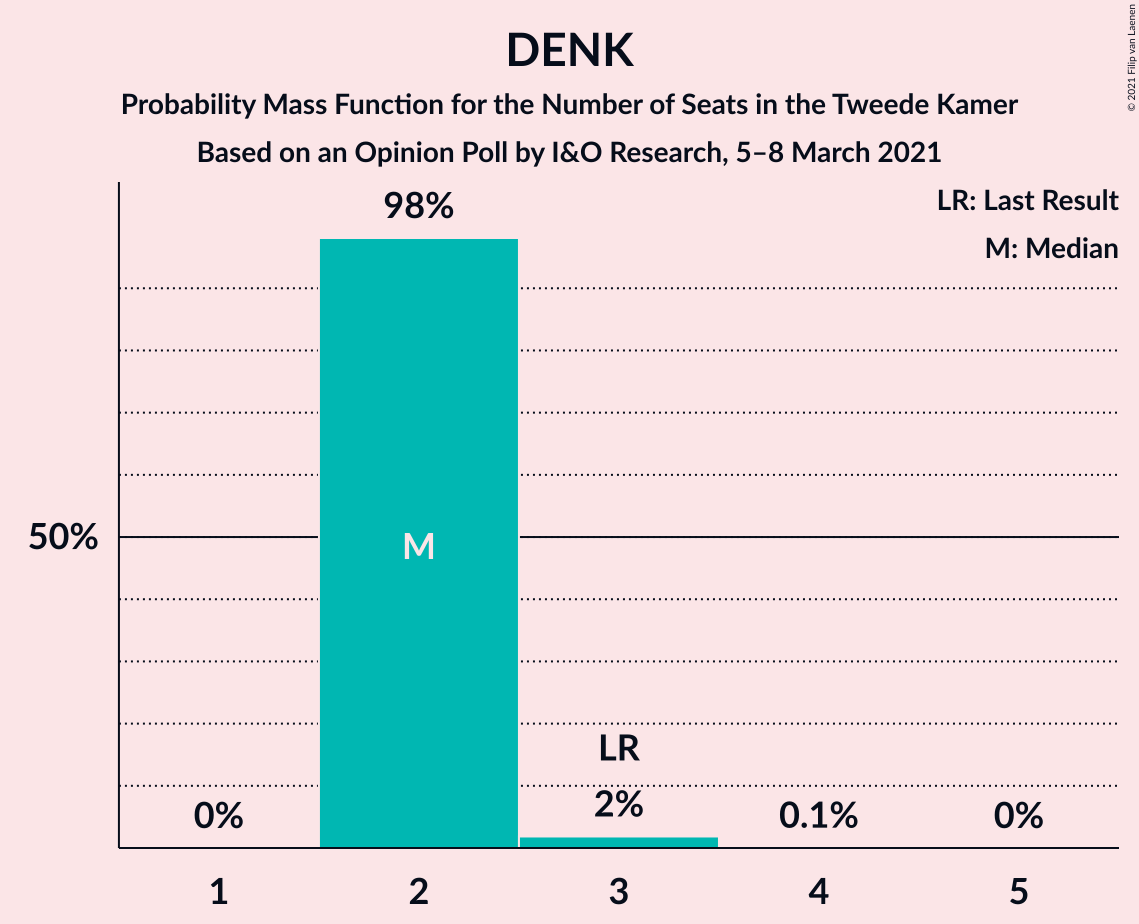 DENK
Probability Mass Function for the Number of Seats in the Tweede Kamer
Based on an Opinion Poll by I&O Research, 5–8 March 2021
© 2021 Filip van Laenen
LR: Last Result
M: Median
98%
50%
M
LR
0%
2%
0.1%
0%
1 2 3 4 5